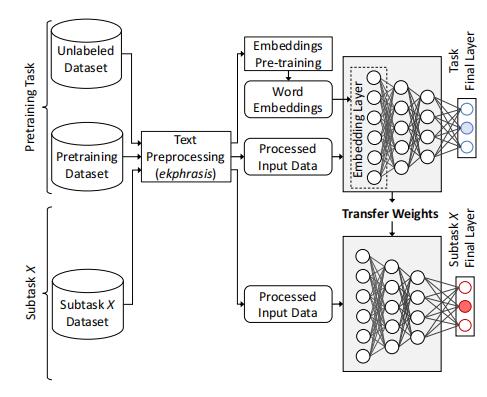 Pretraining Task
Unlabeled
Dataset
Pretraining
Dataset
Text
Preprocessing
(ekphrasis)
Embeddings
Pre-training
Word
Embeddings
Processed
Input Data
Embedding Layer
Task
Final Layer
Transfer Weights
Subtask X
Subtask X
Dataset
Processed
Input Data
Subtask X
Final Layer